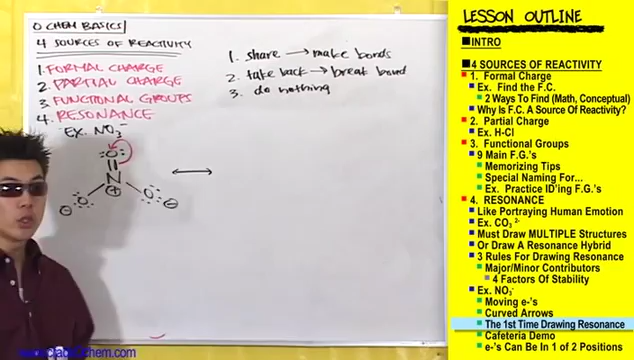 O CHEM BASICS
4 SOURCES OF REACTIVITY
1. FORMAL CHARGE
2. PARTIAL CHARGE
3. FUNCTIONAL GROUPS
4. RESONANCE
EX. NO₃⁻
O
N
⊕
O
O
⊖
⊖
1. share → make bonds
2. take back → break bond
3. do nothing
LESSON OUTLINE
INTRO
4 SOURCES OF REACTIVITY
1. Formal Charge
Ex. Find the F.C.
2 Ways To Find (Math, Conceptual)
Why Is F.C. A Source Of Reactivity?
2. Partial Charge
Ex. H-Cl
3. Functional Groups
9 Main F.G.'s
Memorizing Tips
Special Naming For...
Ex. Practice ID'ing F.G.'s
4. RESONANCE
Like Portraying Human Emotion
Ex. CO₃ ²⁻
Must Draw MULTIPLE Structures
Or Draw A Resonance Hybrid
3 Rules For Drawing Resonance
Major/Minor Contributors
4 Factors Of Stability
Ex. NO₃⁻
Moving e-'s
Curved Arrows
The 1st Time Drawing Resonance
Cafeteria Demo
e-'s Can Be In 1 of 2 Positions